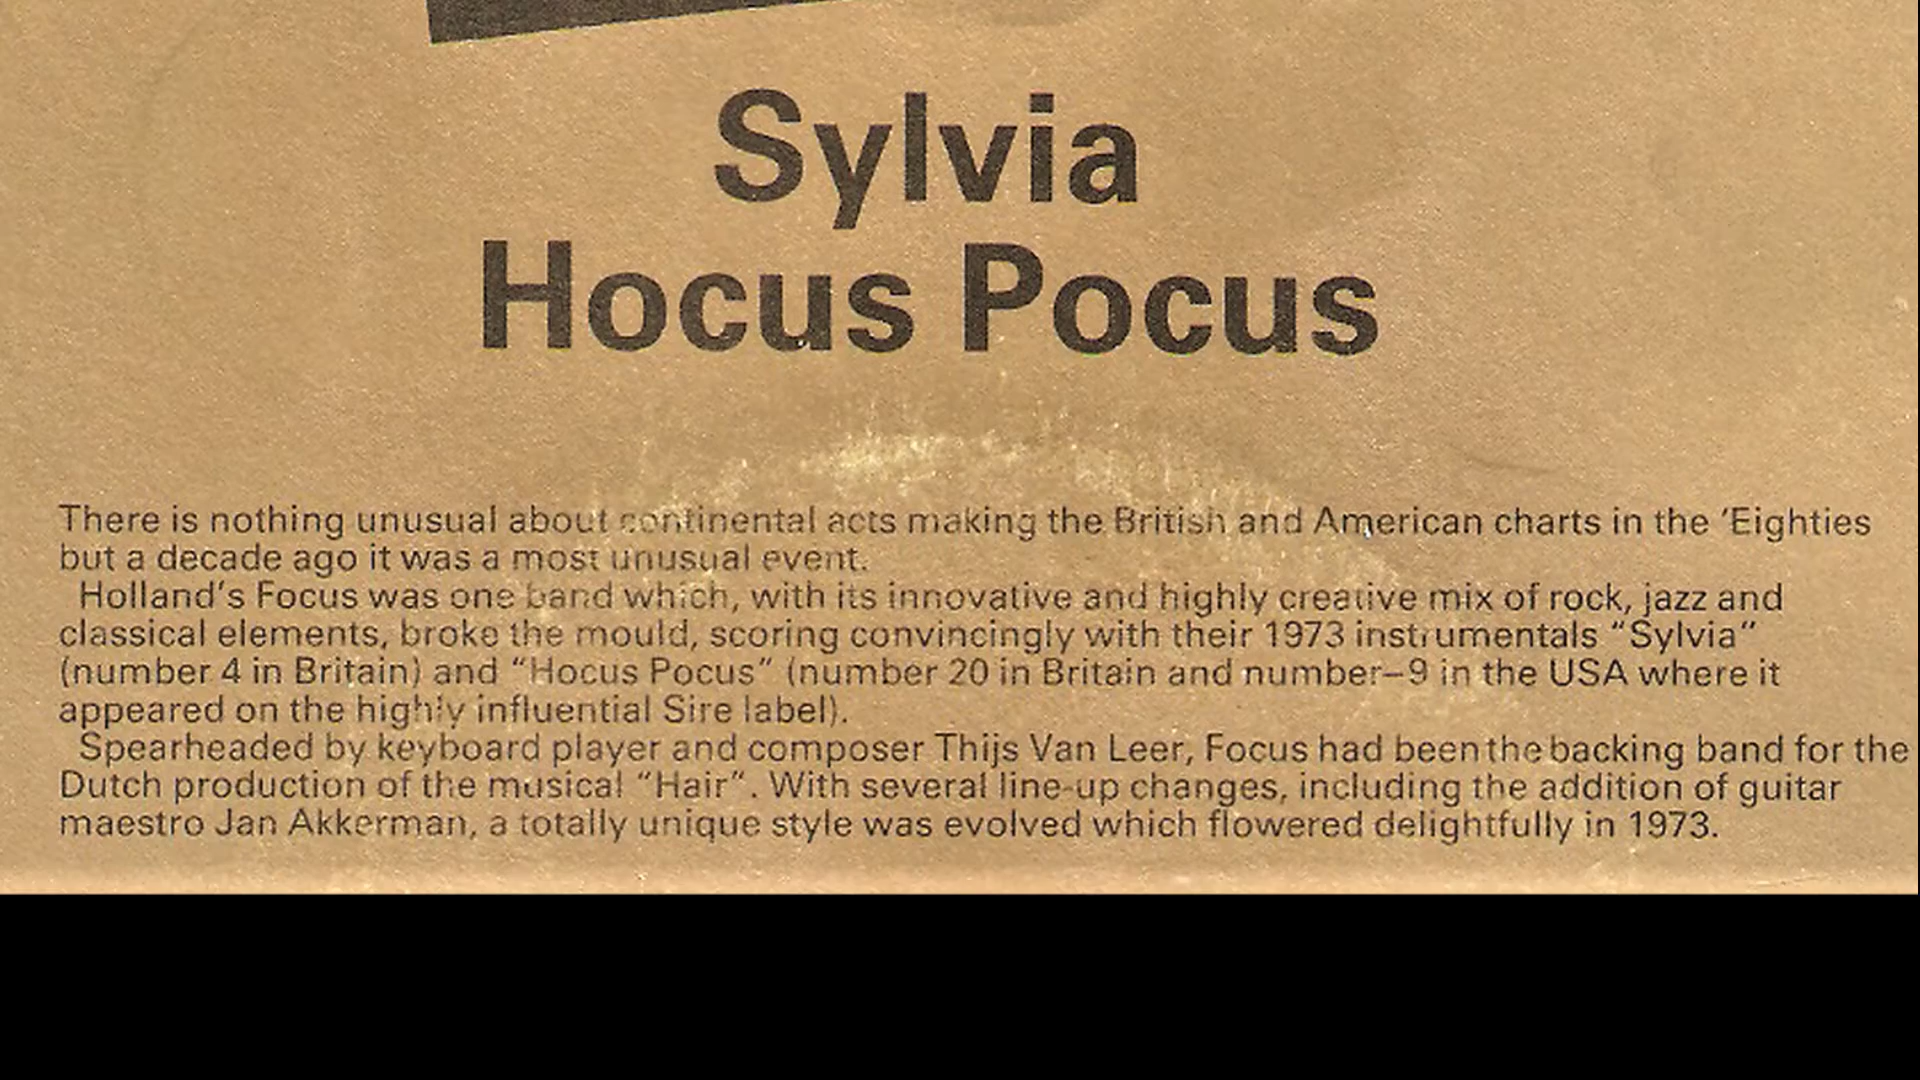 Sylvia
Hocus Pocus
There is nothing unusual about continental acts making the British and American charts in the ’Eighties
but a decade ago it was a most unusual event.
Holland’s Focus was one band which, with its innovative and highly creative mix of rock, jazz and
classical elements, broke the mould, scoring convincingly with their 1973 instrumentals “Sylvia”
(number 4 in Britain) and “Hocus Pocus” (number 20 in Britain and number–9 in the USA where it
appeared on the highly influential Sire label).
Spearheaded by keyboard player and composer Thijs Van Leer, Focus had been the backing band for the
Dutch production of the musical “Hair”. With several line-up changes, including the addition of guitar
maestro Jan Akkerman, a totally unique style was evolved which flowered delightfully in 1973.